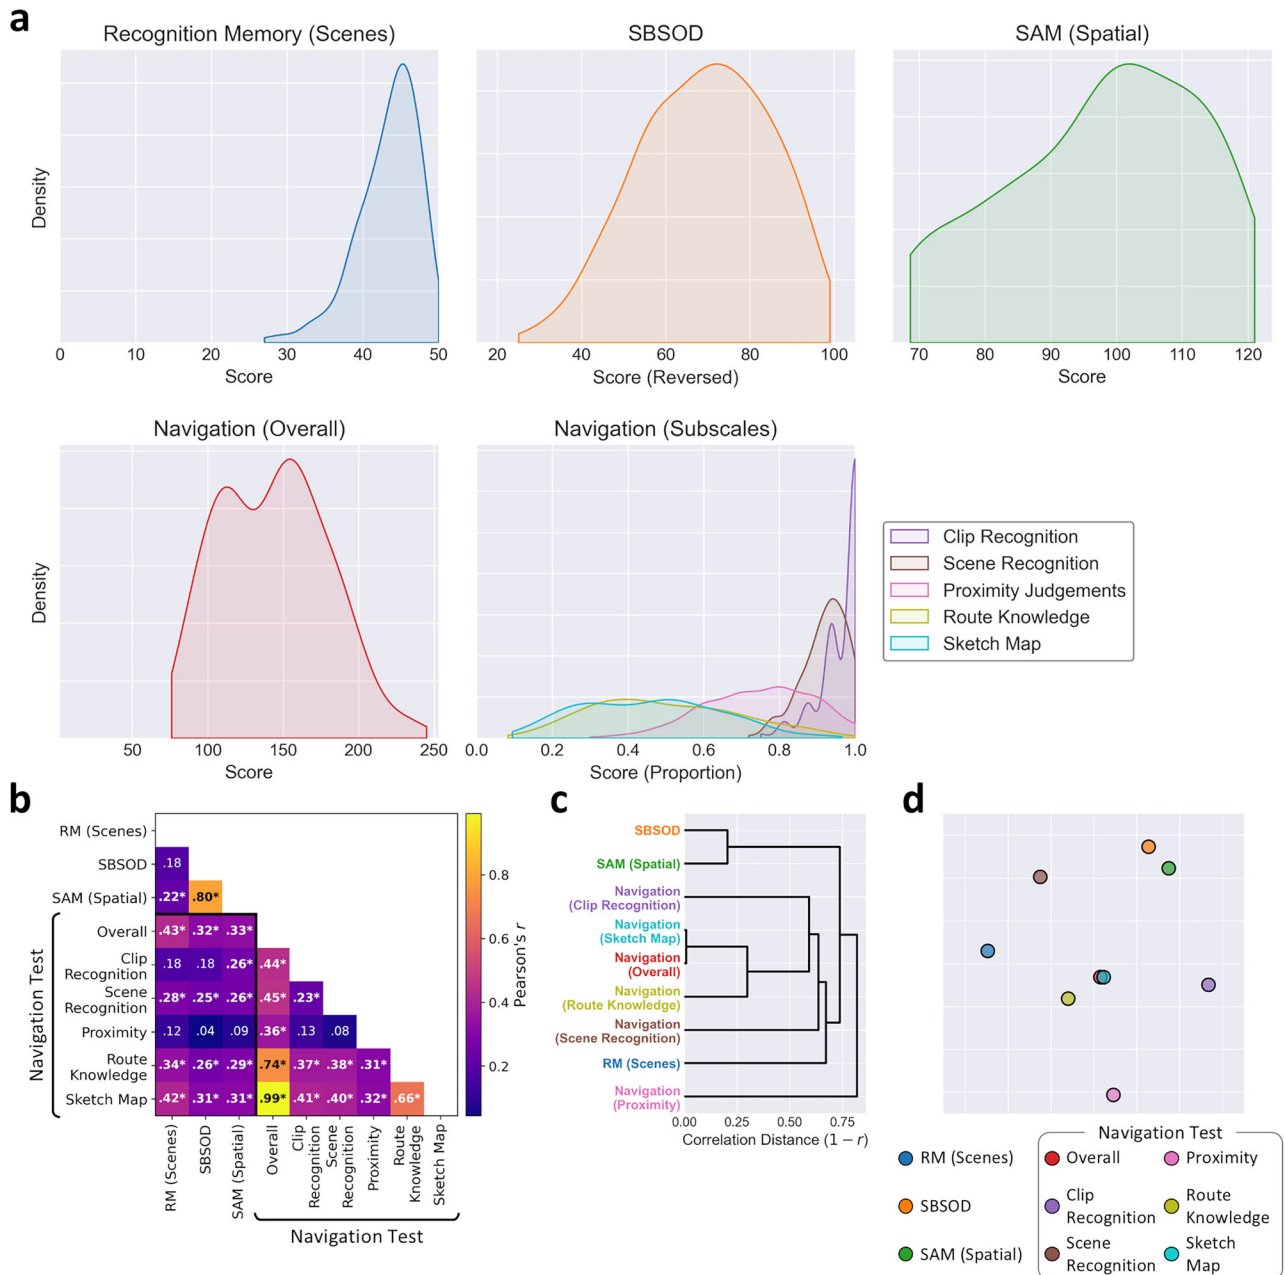 a
Recognition Memory (Scenes)
SBSOD
SAM (Spatial)
Density
0 10 20 30 40 50
20 40 60 80 100
70 80 90 100 110 120
Score
Score (Reversed)
Score
Navigation (Overall)
Navigation (Subscales)
Density
50 100 150 200 250
0.0 0.2 0.4 0.6 0.8 1.0
Score
Score (Proportion)
Clip Recognition
Scene Recognition
Proximity Judgements
Route Knowledge
Sketch Map
b
RM (Scenes)
SBSOD .18
SAM (Spatial) .22* .80*
Navigation Test
Overall .43* .32* .33*
Clip
Recognition .18 .18 .26* .44*
Scene
Recognition .28* .25* .26* .45* .23*
Proximity .12 .04 .09 .36* .13 .08
Route
Knowledge .34* .26* .29* .74* .37* .38* .31*
Sketch Map .42* .31* .31* .99* .41* .40* .32* .66*
RM (Scenes)
SBSOD
SAM (Spatial)
Overall
Clip
Recognition
Scene
Recognition
Proximity
Route
Knowledge
Sketch Map
Navigation Test
0.8
0.6
0.4
0.2
Pearson's r
c
SBSOD
SAM (Spatial)
Navigation
(Clip Recognition)
Navigation
(Sketch Map)
Navigation
(Overall)
Navigation
(Route Knowledge)
Navigation
(Scene Recognition)
RM (Scenes)
Navigation
(Proximity)
0.00 0.25 0.50 0.75
Correlation Distance (1 − r)
d
Navigation Test
RM (Scenes)
SBSOD
SAM (Spatial)
Overall
Clip
Recognition
Scene
Recognition
Proximity
Route
Knowledge
Sketch
Map